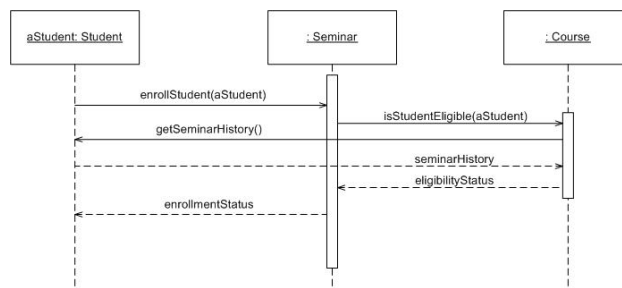 aStudent: Student
: Seminar
: Course
enrollStudent(aStudent)
isStudentEligible(aStudent)
getSeminarHistory()
seminarHistory
eligibilityStatus
enrollmentStatus